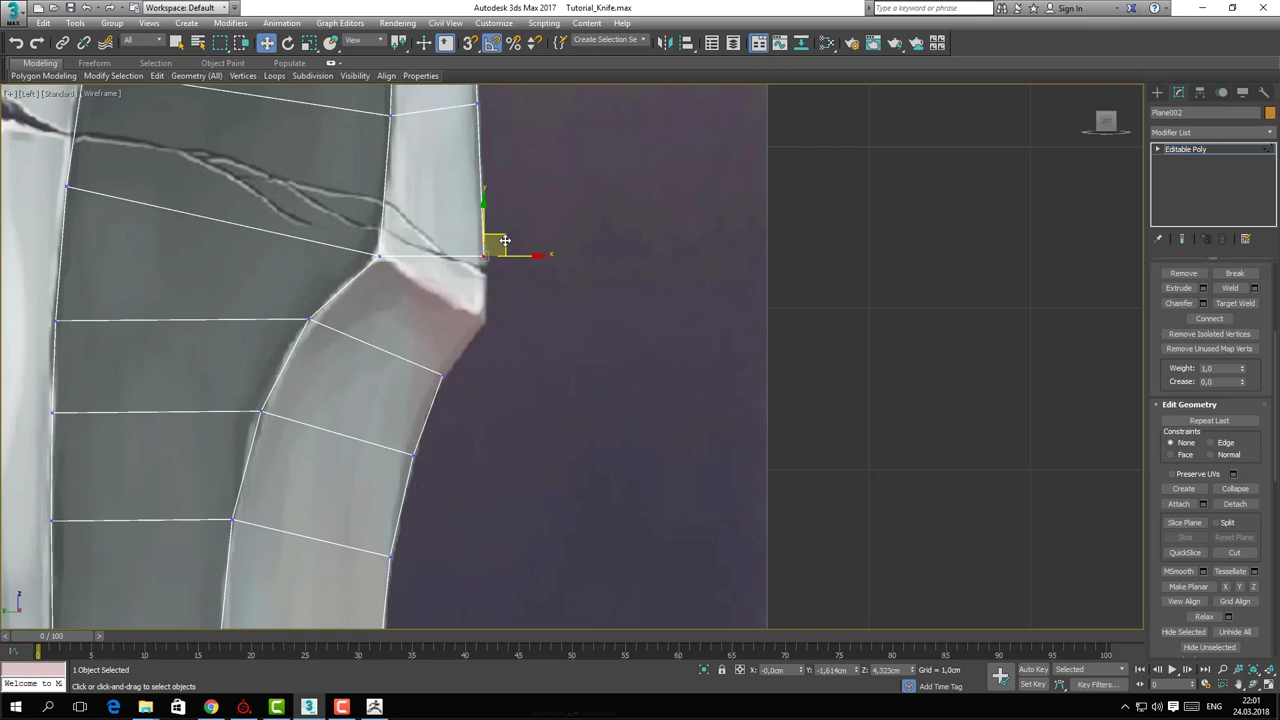 Autodesk 3ds Max 2017    Tutorial_Knife.max
Workspace: Default
Type a keyword or phrase
Sign In
3 MAX
Edit Tools Group Views Create Modifiers Animation Graph Editors Rendering Civil View Customize Scripting Content Help
All View Create Selection Se
Modeling Freeform Selection Object Paint Populate
Polygon Modeling Modify Selection Edit Geometry (All) Vertices Loops Subdivision Visibility Align Properties
[+] [Left] [Standard] [Wireframe]
Plane002
Modifier List
Editable Poly
y
x
Remove Break
Extrude Weld
Chamfer Target Weld
Connect
Remove Isolated Vertices
Remove Unused Map Verts
Weight: 1,0
Crease: 0,0
Edit Geometry
Repeat Last
Constraints
None Edge
Face Normal
Preserve UVs
Create Collapse
Attach Detach
Slice Plane Split
Slice Reset Plane
QuickSlice Cut
MSmooth Tessellate
Make Planar X Y Z
View Align Grid Align
Relax
Hide Selected Unhide All
Hide Unselected
z
y
0 / 100
0 5 10 15 20 25 30 35 40 45 50 55 60 65 70 75 80 85 90 95 100
1 Object Selected
X: -0,0cm Y: -1,614cm Z: 4,323cm Grid = 1,0cm
Auto Key Selected
Welcome to M
Click or click-and-drag to select objects
Add Time Tag
Set Key Key Filters...
0
ENG
22:01
24.03.2018